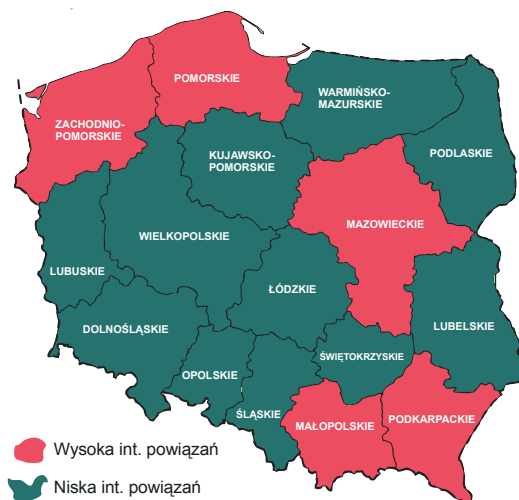 POMORSKIE
WARMIŃSKO-
MAZURSKIE
ZACHODNIO-
POMORSKIE
KUJAWSKO-
POMORSKIE
PODLASKIE
MAZOWIECKIE
WIELKOPOLSKIE
LUBUSKIE
ŁÓDZKIE
DOLNOŚLĄSKIE
LUBELSKIE
ŚWIĘTOKRZYSKIE
OPOLSKIE
ŚLĄSKIE
MAŁOPOLSKIE
PODKARPACKIE
Wysoka int. powiązań
Niska int. powiązań